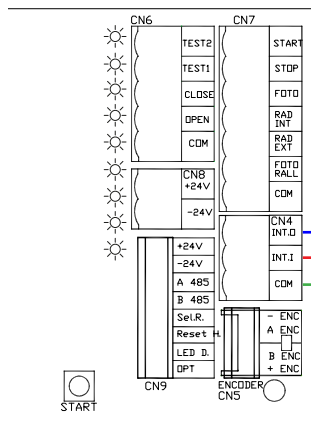 CN6
TEST2
TEST1
CLOSE
OPEN
COM
CN8
+24V
-24V
+24V
-24V
A 485
B 485
Sel.R.
Reset H.
LED D.
OPT
CN9
CN7
START
STOP
FOTO
RAD
INT
RAD
EXT
FOTO
RALL
COM
CN4
INT.O
INT.I
COM
- ENC
A ENC
B ENC
+ ENC
ENCODER
CN5
START